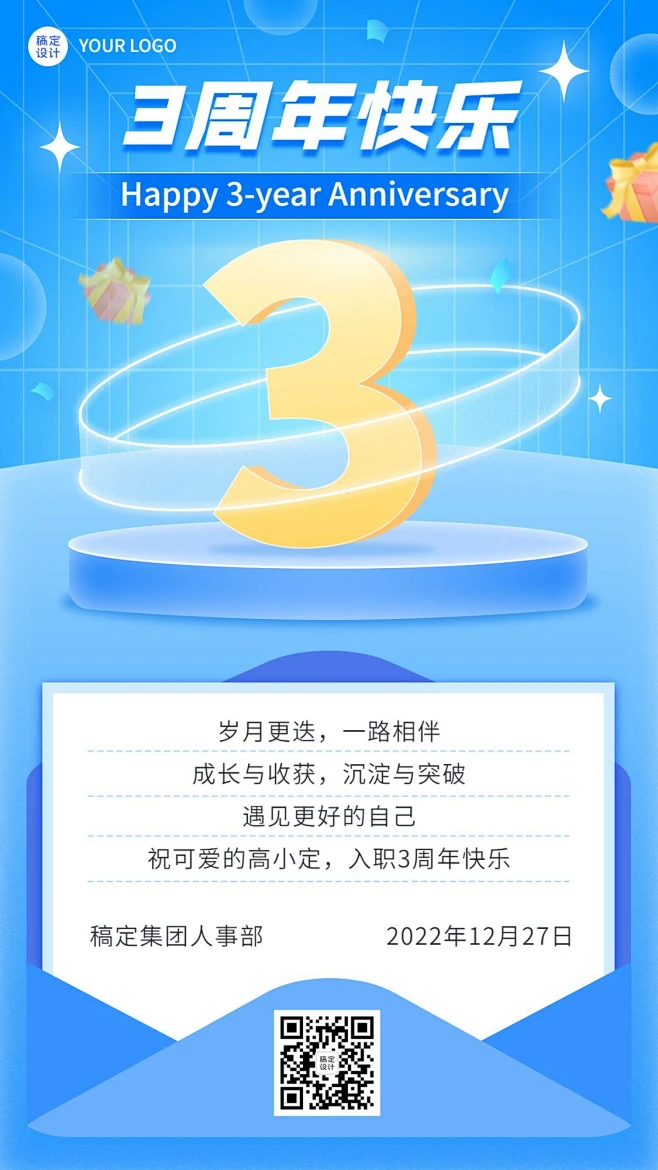 稿定
设计
YOUR LOGO
3周年快乐
Happy 3-year Anniversary
3
岁月更迭，一路相伴
成长与收获，沉淀与突破
遇见更好的自己
祝可爱的高小定，入职3周年快乐
稿定集团人事部
2022年12月27日
稿定
设计